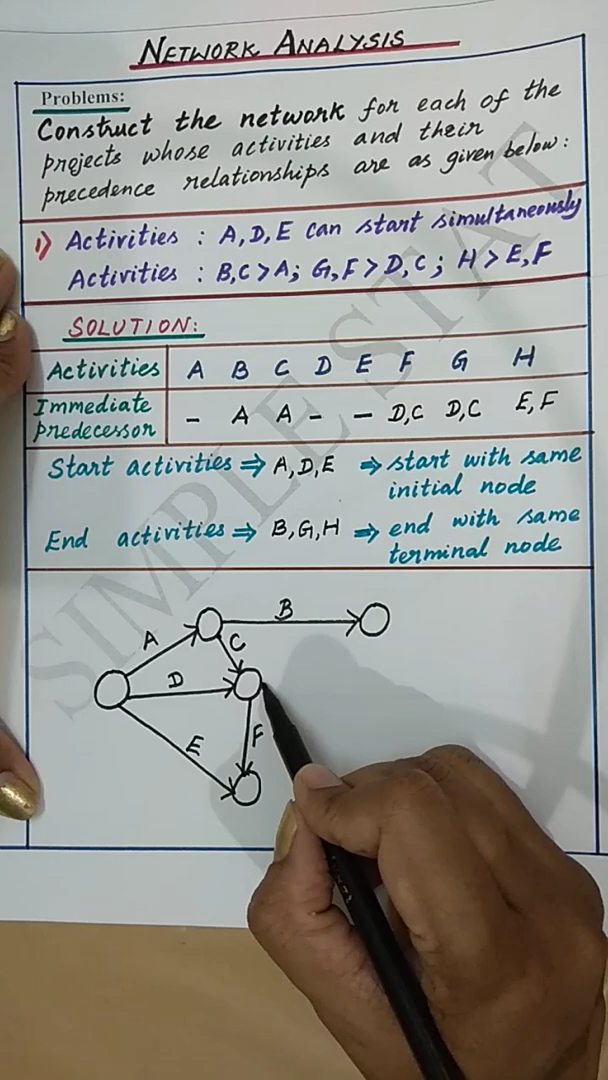 NETWORK ANALYSIS
Problems:
Construct the network for each of the
projects whose activities and their
precedence relationships are as given below:
1) Activities : A,D,E can start simultaneously
Activities : B,C>A; G,F>D,C; H>E,F
SOLUTION:
Activities A B C D E F G H
Immediate predecessor - A A - - D,C D,C E,F
Start activities ⇒ A,D,E ⇒ start with same
initial node
End activities ⇒ B,G,H ⇒ end with same
terminal node
B
A
C
D
F
E
SIMPLE STAT